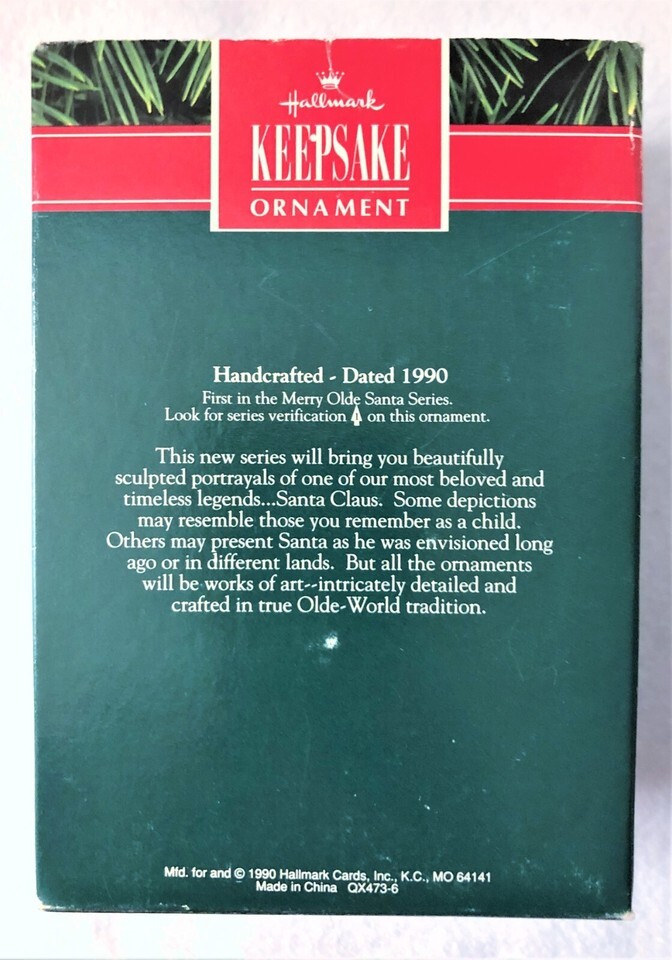 Hallmark
KEEPSAKE
ORNAMENT
Handcrafted - Dated 1990
First in the Merry Olde Santa Series.
Look for series verification 1 on this ornament.
This new series will bring you beautifully
sculpted portrayals of one of our most beloved and
timeless legends...Santa Claus. Some depictions
may resemble those you remember as a child.
Others may present Santa as he was envisioned long
ago or in different lands. But all the ornaments
will be works of art--intricately detailed and
crafted in true Olde-World tradition.
Mfd. for and © 1990 Hallmark Cards, Inc., K.C., MO 64141
Made in China QX473-6